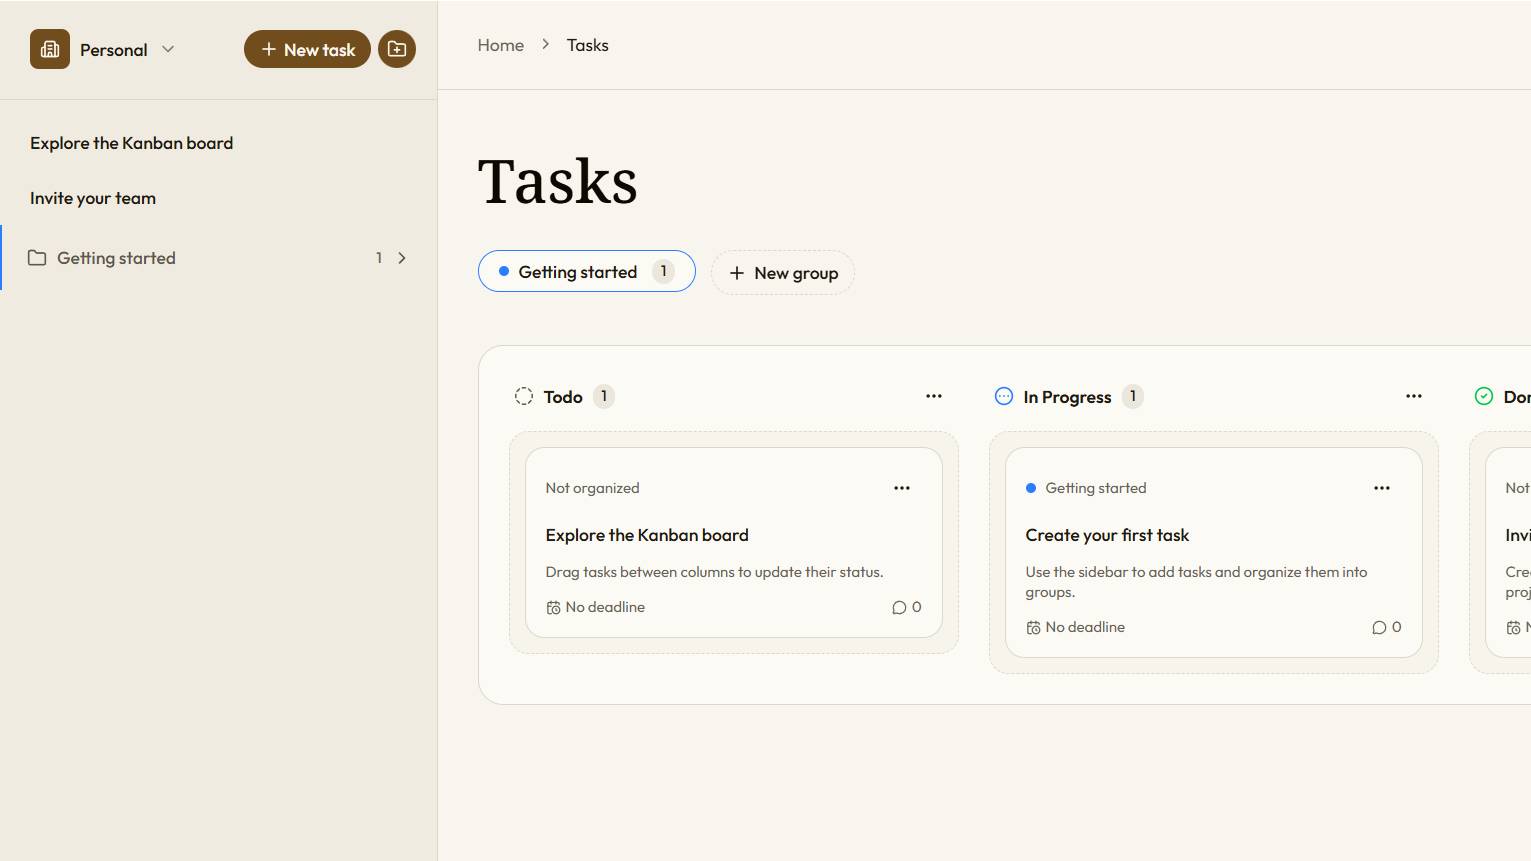 Personal
New task
Explore the Kanban board
Invite your team
Getting started 1
Home Tasks
Tasks
Getting started 1
New group
Todo 1
Not organized
Explore the Kanban board
Drag tasks between columns to update their status.
No deadline 0
In Progress 1
Getting started
Create your first task
Use the sidebar to add tasks and organize them into
groups.
No deadline 0
Not